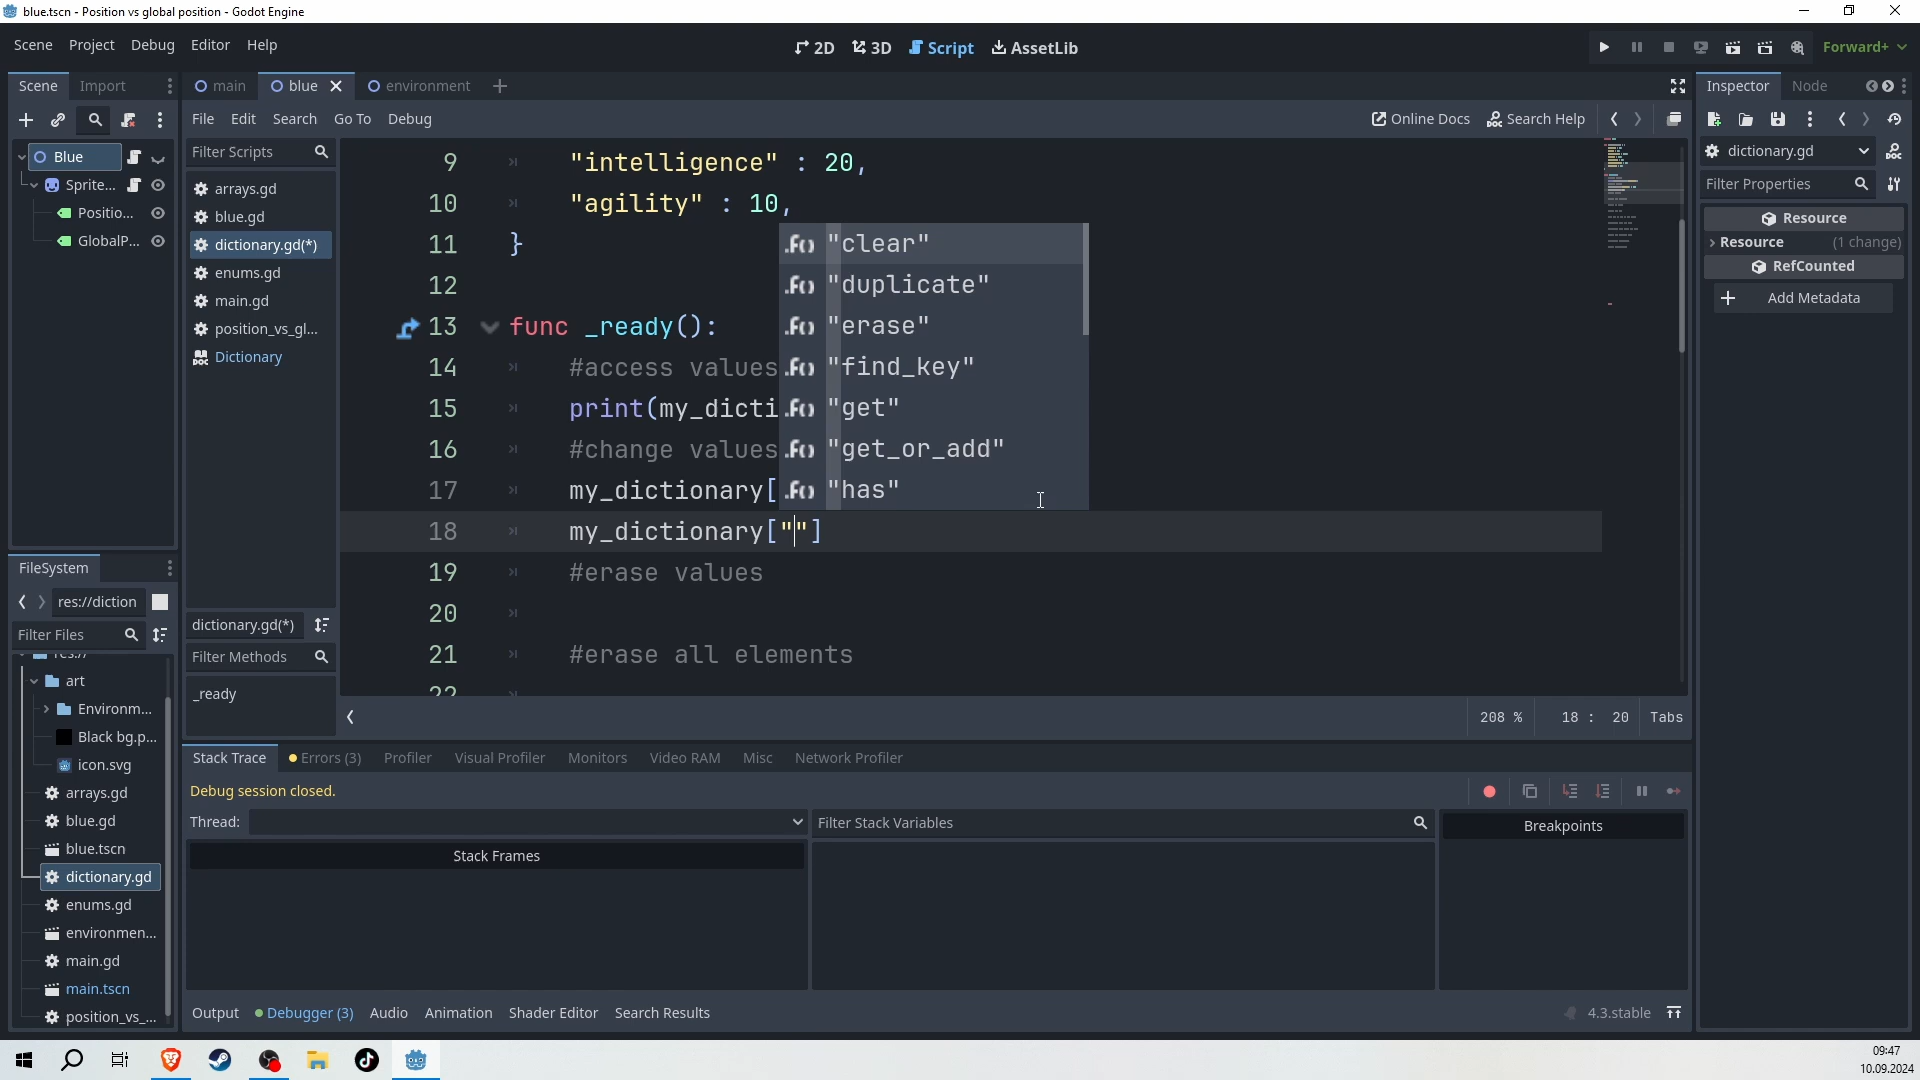 blue.tscn - Position vs global position - Godot Engine
Scene Project Debug Editor Help
2D 3D Script AssetLib
Forward+
Scene Import
main blue environment
Inspector Node
File Edit Search Go To Debug
Online Docs Search Help
Blue
Sprite...
Positio...
GlobalP...
Filter Scripts
arrays.gd
blue.gd
dictionary.gd(*)
enums.gd
main.gd
position_vs_gl...
Dictionary
dictionary.gd(*)
Filter Methods
_ready
9 "intelligence" : 20,
10 "agility" : 10,
11 }
12
13 func _ready():
14 #access values
15 print(my_dicti
16 #change values
17 my_dictionary[
18 my_dictionary[""]
19 #erase values
20
21 #erase all elements
22
"clear"
"duplicate"
"erase"
"find_key"
"get"
"get_or_add"
"has"
208 % 18 : 20 Tabs
dictionary.gd
Filter Properties
Resource
Resource (1 change)
RefCounted
Add Metadata
FileSystem
res://diction
Filter Files
res://
art
Environm...
Black bg.p...
icon.svg
arrays.gd
blue.gd
blue.tscn
dictionary.gd
enums.gd
environmen...
main.gd
main.tscn
position_vs_...
Stack Trace Errors (3) Profiler Visual Profiler Monitors Video RAM Misc Network Profiler
Debug session closed.
Thread:
Filter Stack Variables
Breakpoints
Stack Frames
Output Debugger (3) Audio Animation Shader Editor Search Results
4.3.stable
09:47
10.09.2024